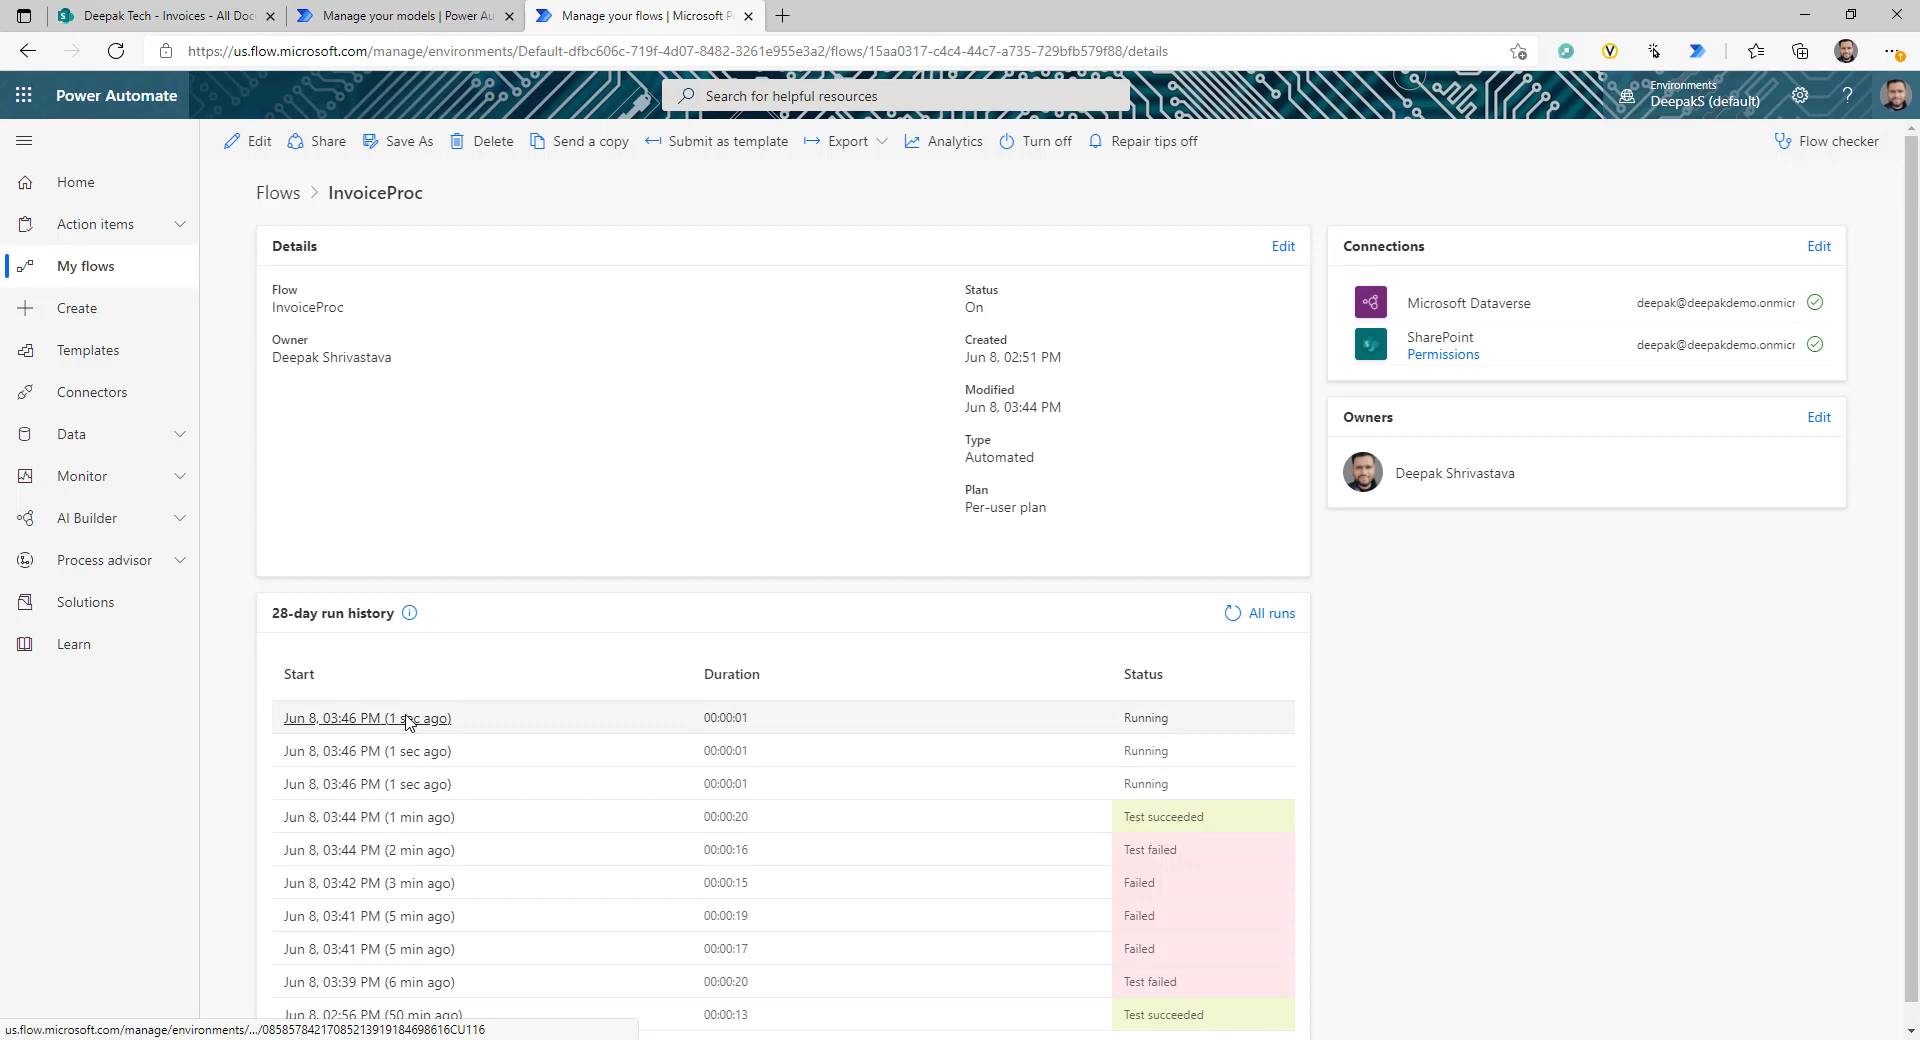 Deepak Tech - Invoices - All Doc
Manage your models | Power Au
Manage your flows | Microsoft P
https://us.flow.microsoft.com/manage/environments/Default-dfbc606c-719f-4d07-8482-3261e955e3a2/flows/15aa0317-c4c4-44c7-a735-729bfb579f88/details
Power Automate
Search for helpful resources
Environments
DeepakS (default)
Edit
Share
Save As
Delete
Send a copy
Submit as template
Export
Analytics
Turn off
Repair tips off
Flow checker
Home
Action items
My flows
Create
Templates
Connectors
Data
Monitor
AI Builder
Process advisor
Solutions
Learn
Flows > InvoiceProc
Details
Edit
Flow
InvoiceProc
Owner
Deepak Shrivastava
Status
On
Created
Jun 8, 02:51 PM
Modified
Jun 8, 03:44 PM
Type
Automated
Plan
Per-user plan
Connections
Edit
Microsoft Dataverse
deepak@deepakdemo.onmicr
SharePoint
Permissions
deepak@deepakdemo.onmicr
Owners
Edit
Deepak Shrivastava
28-day run history
All runs
Start Duration Status
Jun 8, 03:46 PM (1 sec ago) 00:00:01 Running
Jun 8, 03:46 PM (1 sec ago) 00:00:01 Running
Jun 8, 03:46 PM (1 sec ago) 00:00:01 Running
Jun 8, 03:44 PM (1 min ago) 00:00:20 Test succeeded
Jun 8, 03:44 PM (2 min ago) 00:00:16 Test failed
Jun 8, 03:42 PM (3 min ago) 00:00:15 Failed
Jun 8, 03:41 PM (5 min ago) 00:00:19 Failed
Jun 8, 03:41 PM (5 min ago) 00:00:17 Failed
Jun 8, 03:39 PM (6 min ago) 00:00:20 Test failed
Jun 8, 02:56 PM (50 min ago) 00:00:13 Test succeeded
us.flow.microsoft.com/manage/environments/.../08585784217085213919184698616CU116